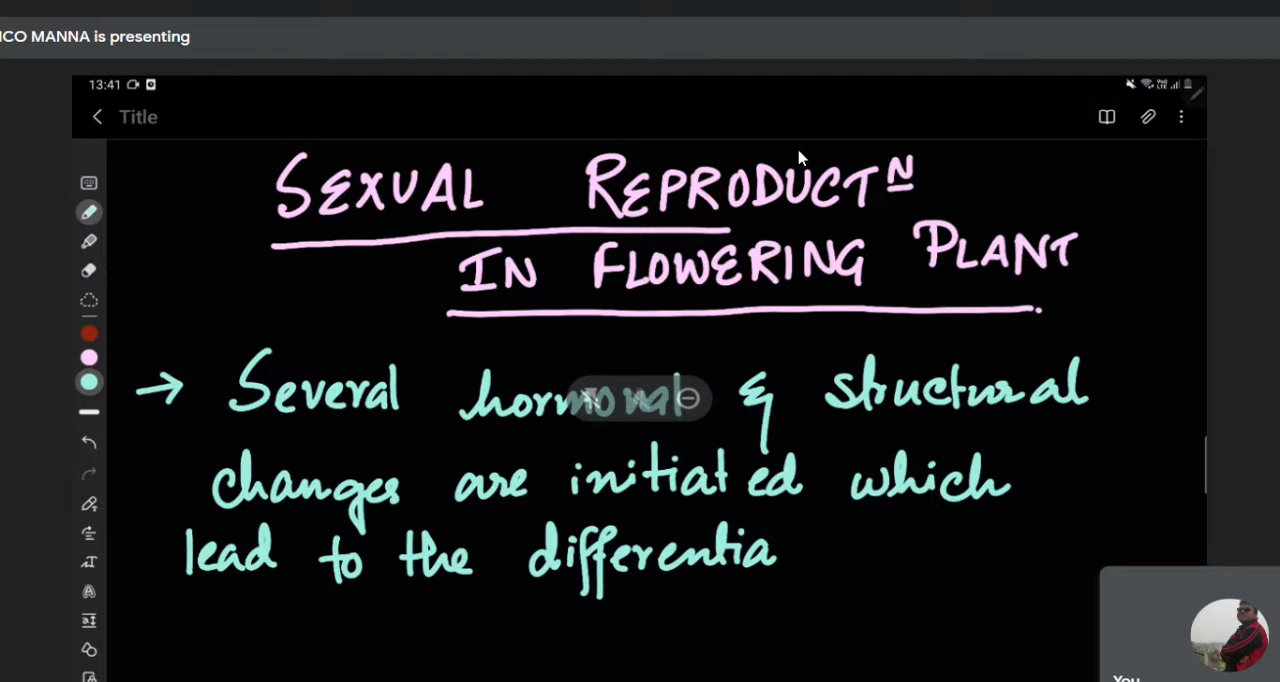 ICO MANNA is presenting
13:41
Title
SEXUAL REPRODUCTN
IN FLOWERING PLANT
→ Several hormonal & structural
changes are initiated which
lead to the differentia
You